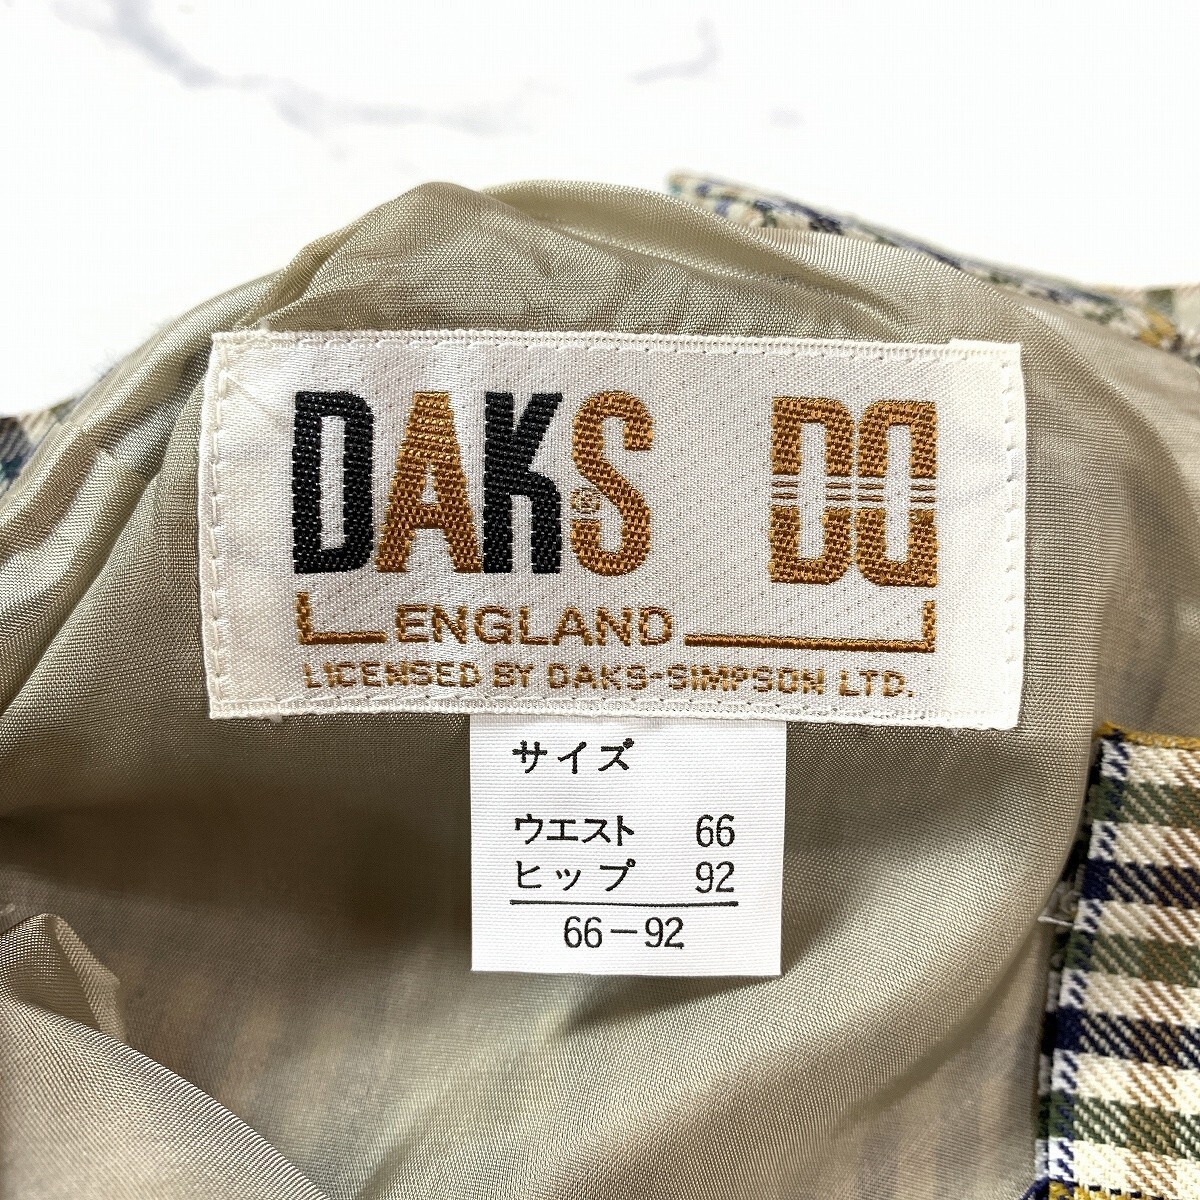 DAKS® DD
ENGLAND
LICENSED BY DAKS-SIMPSON LTD.
サイズ
ウエスト 66
ヒップ 92
66-92